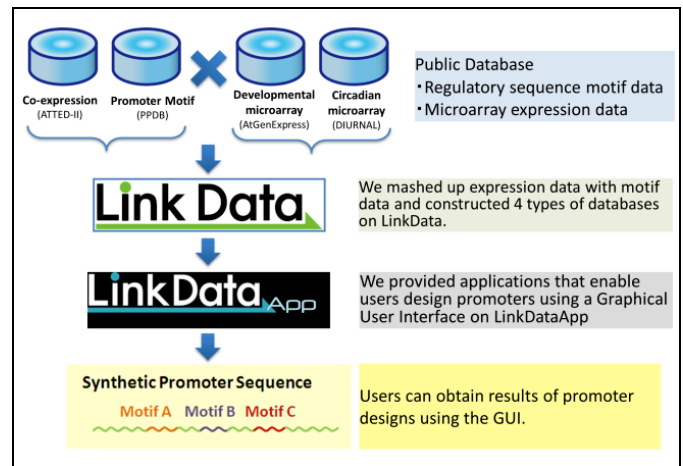 Co-expression
(ATTED-II)
Promoter Motif
(PPDB)
Developmental
microarray
(AtGenExpress)
Circadian
microarray
(DIURNAL)
Public Database
・Regulatory sequence motif data
・Microarray expression data
Link Data
We mashed up expression data with motif
data and constructed 4 types of databases
on LinkData.
LinkData App
We provided applications that enable
users design promoters using a Graphical
User Interface on LinkDataApp
Synthetic Promoter Sequence
Motif A Motif B Motif C
Users can obtain results of promoter
designs using the GUI.